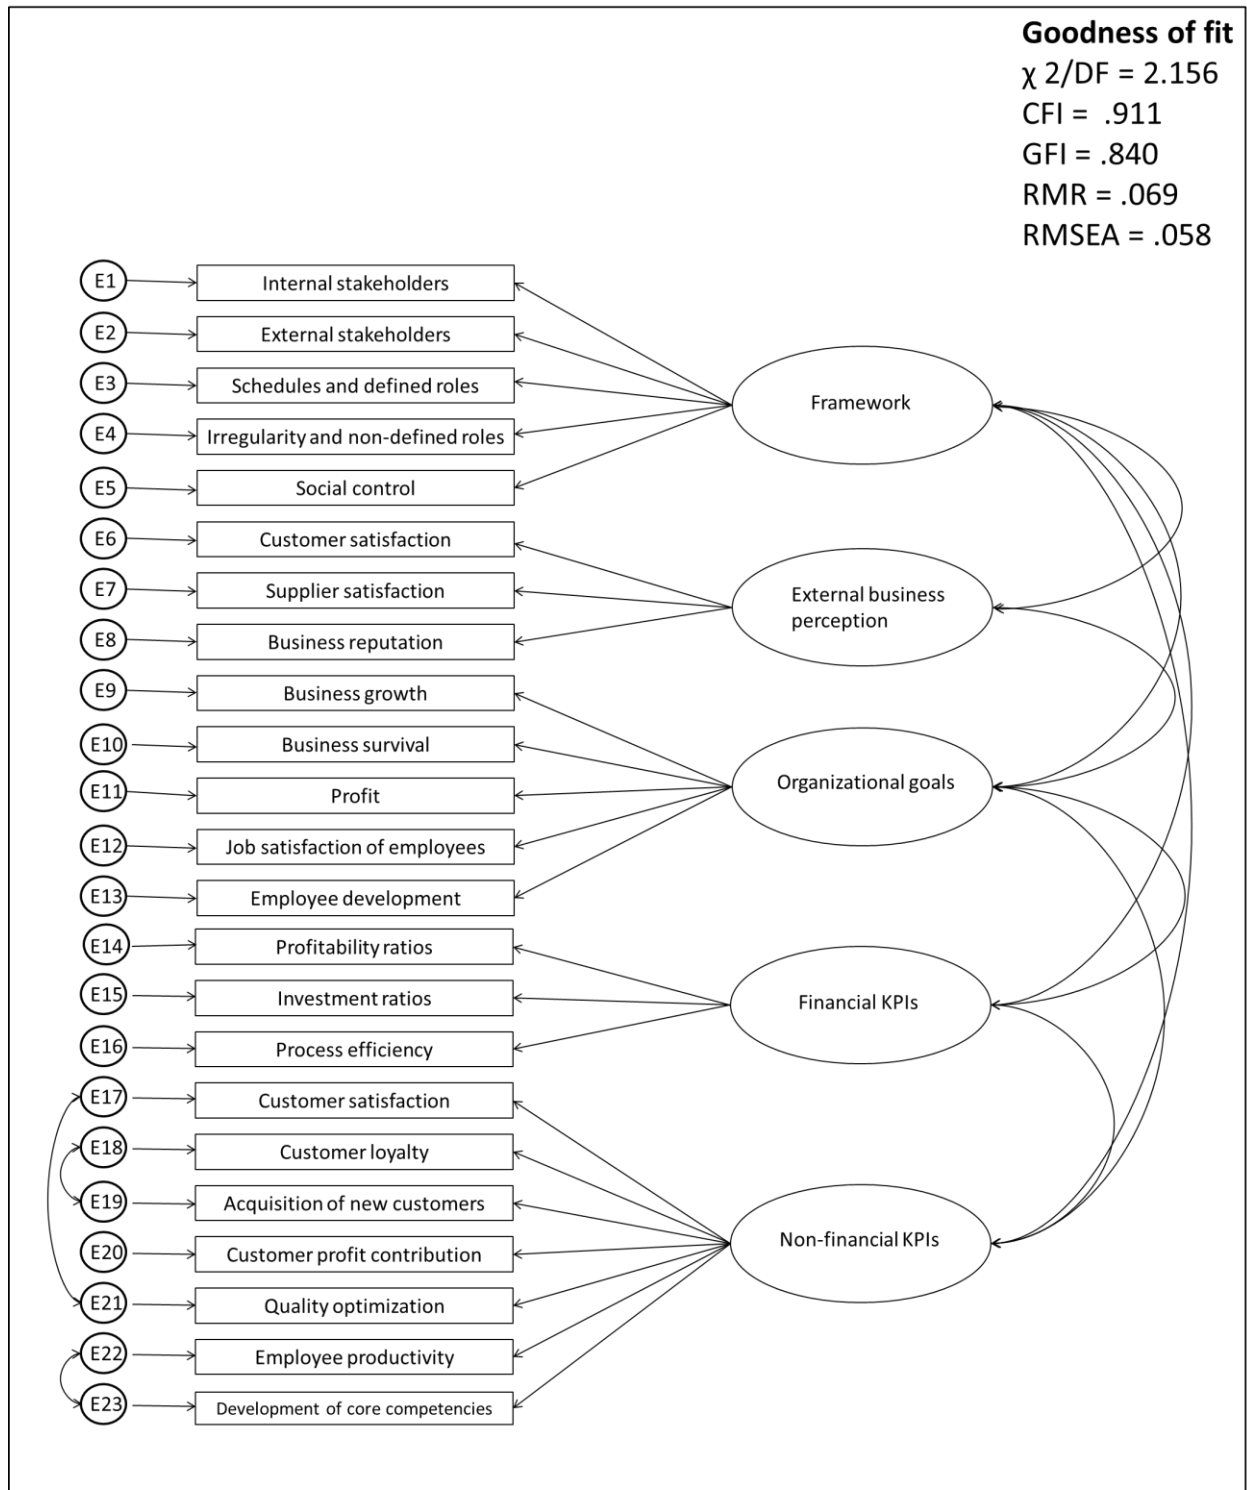 Goodness of fit
χ 2/DF = 2.156
CFI = .911
GFI = .840
RMR = .069
RMSEA = .058
E1 Internal stakeholders
E2 External stakeholders
E3 Schedules and defined roles
E4 Irregularity and non-defined roles
E5 Social control
Framework
E6 Customer satisfaction
E7 Supplier satisfaction
E8 Business reputation
External business
perception
E9 Business growth
E10 Business survival
E11 Profit
E12 Job satisfaction of employees
E13 Employee development
Organizational goals
E14 Profitability ratios
E15 Investment ratios
E16 Process efficiency
Financial KPIs
E17 Customer satisfaction
E18 Customer loyalty
E19 Acquisition of new customers
E20 Customer profit contribution
E21 Quality optimization
E22 Employee productivity
E23 Development of core competencies
Non-financial KPIs